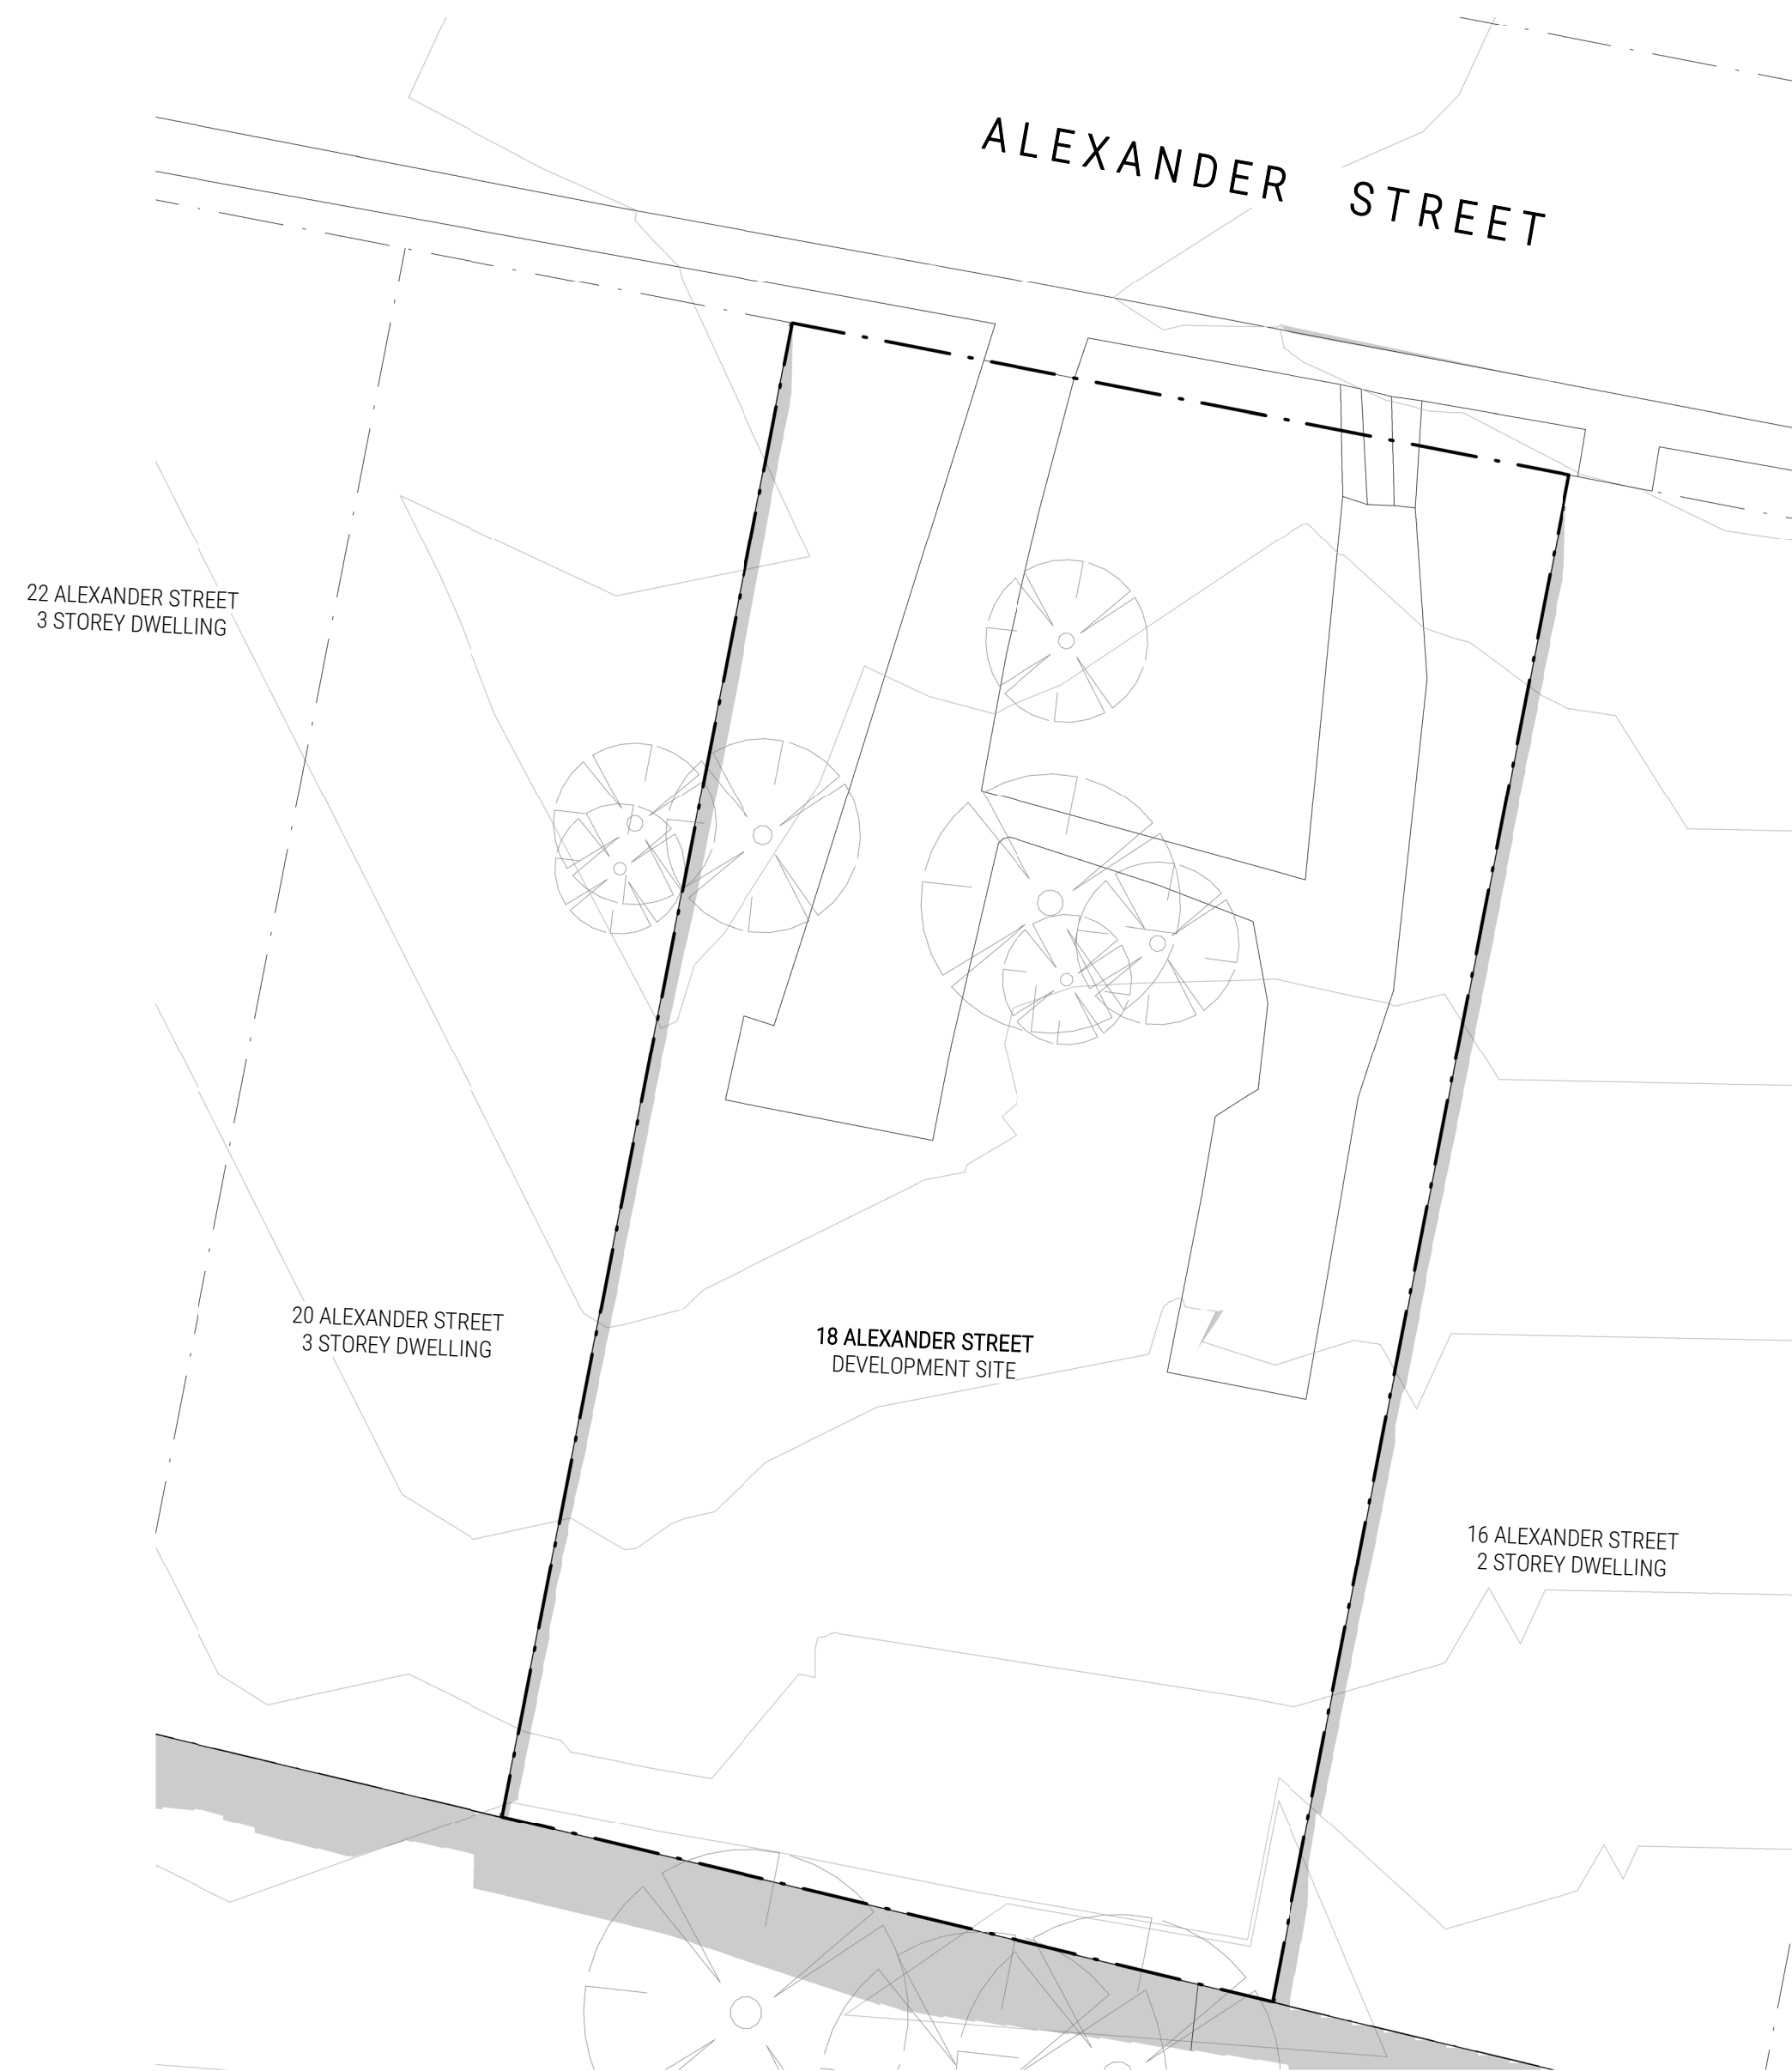 ALEXANDER STREET
22 ALEXANDER STREET
3 STOREY DWELLING
20 ALEXANDER STREET
3 STOREY DWELLING
18 ALEXANDER STREET
DEVELOPMENT SITE
16 ALEXANDER STREET
2 STOREY DWELLING